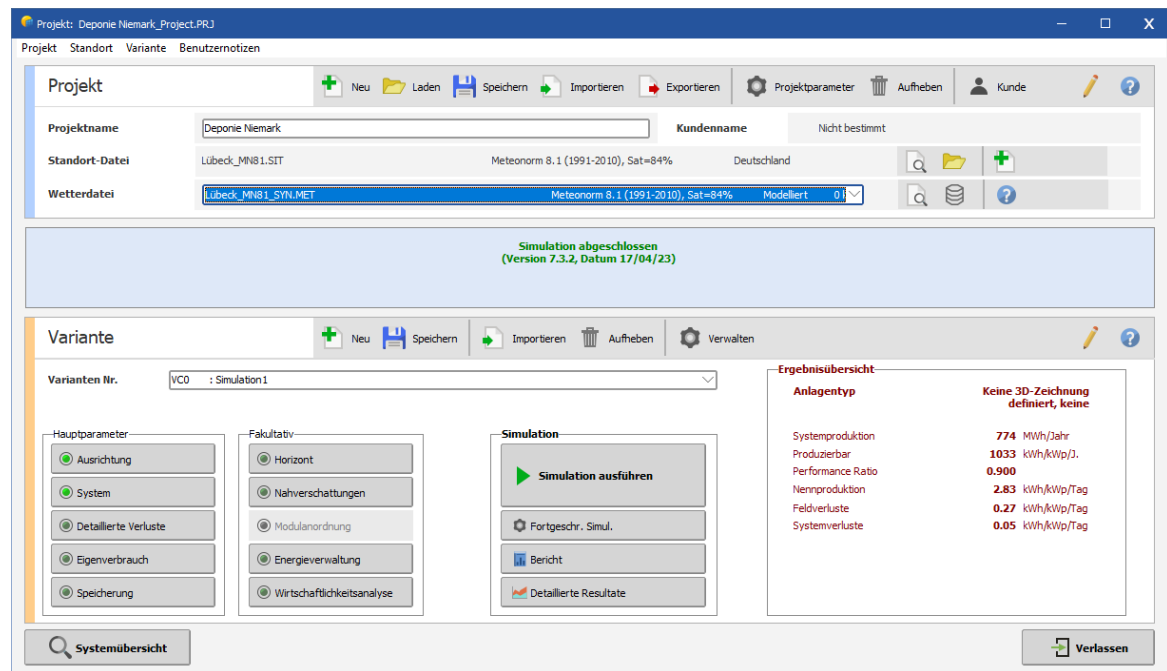 Projekt: Deponie Niemark_Project.PRJ
Projekt Standort Variante Benutzernotizen
Projekt Neu Laden Speichern Importieren Exportieren Projektparameter Aufheben Kunde
Projektname Deponie Niemark Kundenname Nicht bestimmt
Standort-Datei Lübeck_MN81.SIT Meteonorm 8.1 (1991-2010), Sat=84% Deutschland
Wetterdatei Lübeck_MN81_SYN.MET Meteonorm 8.1 (1991-2010), Sat=84% Modelliert 0
Simulation abgeschlossen
(Version 7.3.2, Datum 17/04/23)
Variante Neu Speichern Importieren Aufheben Verwalten
Varianten Nr. VC0 : Simulation1
Hauptparameter
Ausrichtung
System
Detaillierte Verluste
Eigenverbrauch
Speicherung
Fakultativ
Horizont
Nahverschattungen
Modulanordnung
Energieverwaltung
Wirtschaftlichkeitsanalyse
Simulation
Simulation ausführen
Fortgeschr. Simul.
Bericht
Detaillierte Resultate
Ergebnisübersicht
Anlagentyp Keine 3D-Zeichnung
definiert, keine
Systemproduktion 774 MWh/Jahr
Produzierbar 1033 kWh/kWp/J.
Performance Ratio 0.900
Nennproduktion 2.83 kWh/kWp/Tag
Feldverluste 0.27 kWh/kWp/Tag
Systemverluste 0.05 kWh/kWp/Tag
Systemübersicht
Verlassen